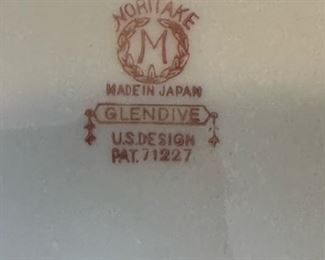 NORITAKE
M
MADE IN JAPAN
GLENDIVE
U.S. DESIGN
PAT. 71227